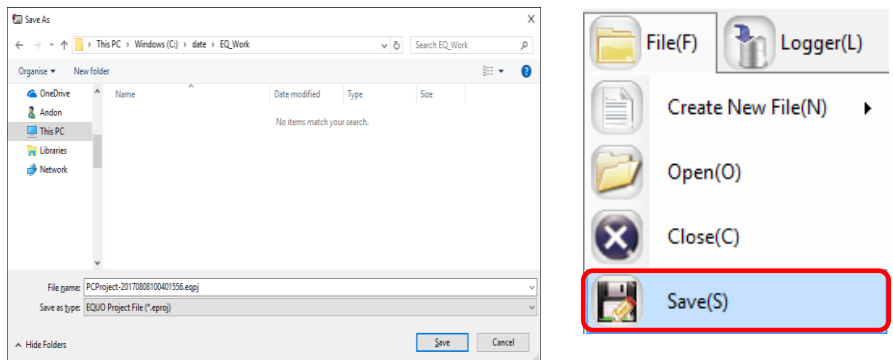 Save As
X
> This PC > Windows (C:) > date > EQ_Work
Search EQ_Work
Organise
New folder
?
OneDrive
Andon
This PC
Libraries
Network
Name
Date modified
Type
Size
No items match your search.
File name: PCProject-20170808100401556.eqpj
Save as type: EQUO Project File (*.eproj)
Hide Folders
Save
Cancel
File(F)
Logger(L)
Create New File(N)
Open(O)
Close(C)
Save(S)